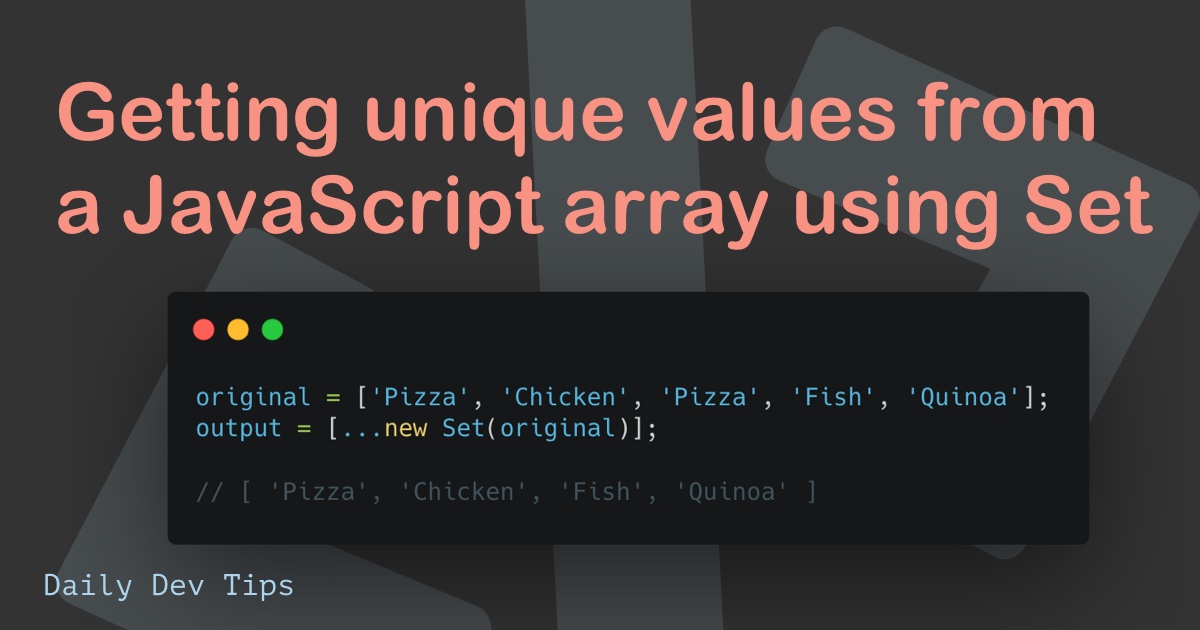 Getting unique values from
a JavaScript array using Set
original = ['Pizza', 'Chicken', 'Pizza', 'Fish', 'Quinoa'];
output = [...new Set(original)];
// [ 'Pizza', 'Chicken', 'Fish', 'Quinoa' ]
Daily Dev Tips